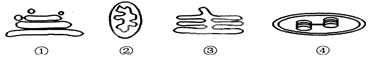 ① ② ③ ④